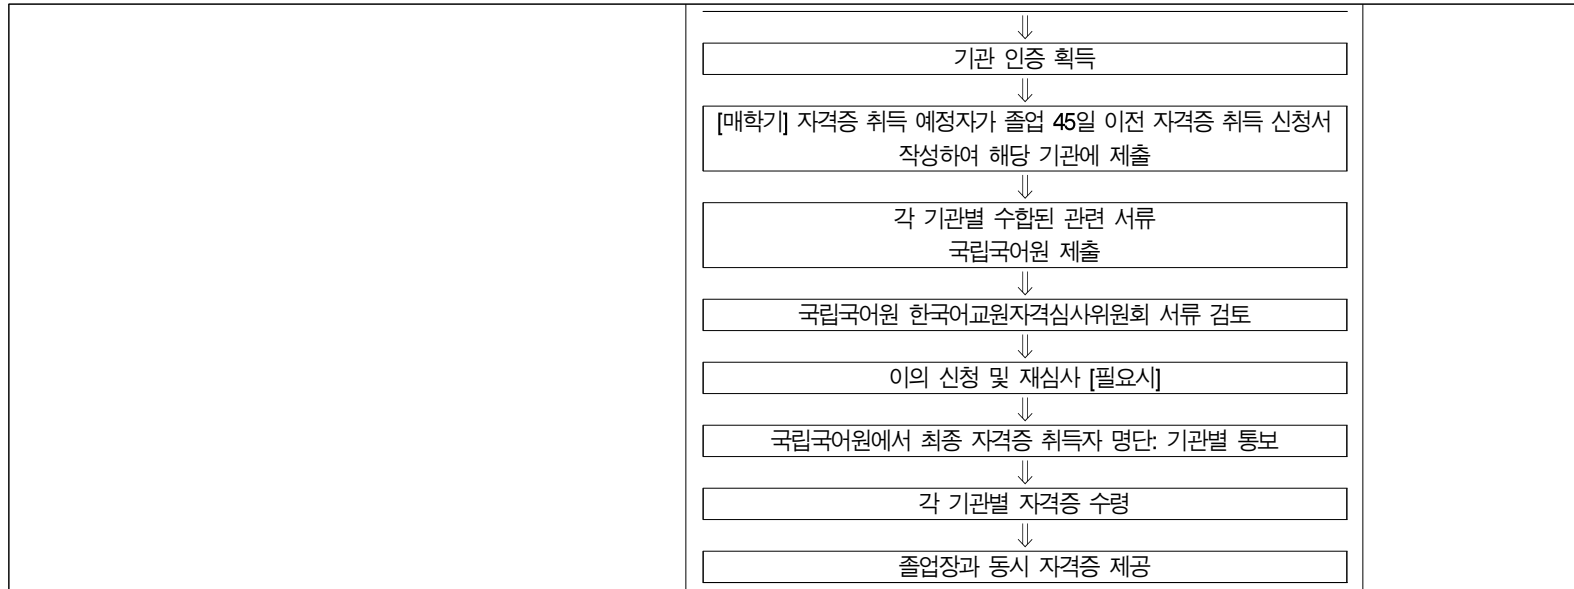 ⇓
기관 인증 획득
⇓
[매학기] 자격증 취득 예정자가 졸업 45일 이전 자격증 취득 신청서
작성하여 해당 기관에 제출
⇓
각 기관별 수합된 관련 서류
국립국어원 제출
⇓
국립국어원 한국어교원자격심사위원회 서류 검토
⇓
이의 신청 및 재심사 [필요시]
⇓
국립국어원에서 최종 자격증 취득자 명단: 기관별 통보
⇓
각 기관별 자격증 수령
⇓
졸업장과 동시 자격증 제공